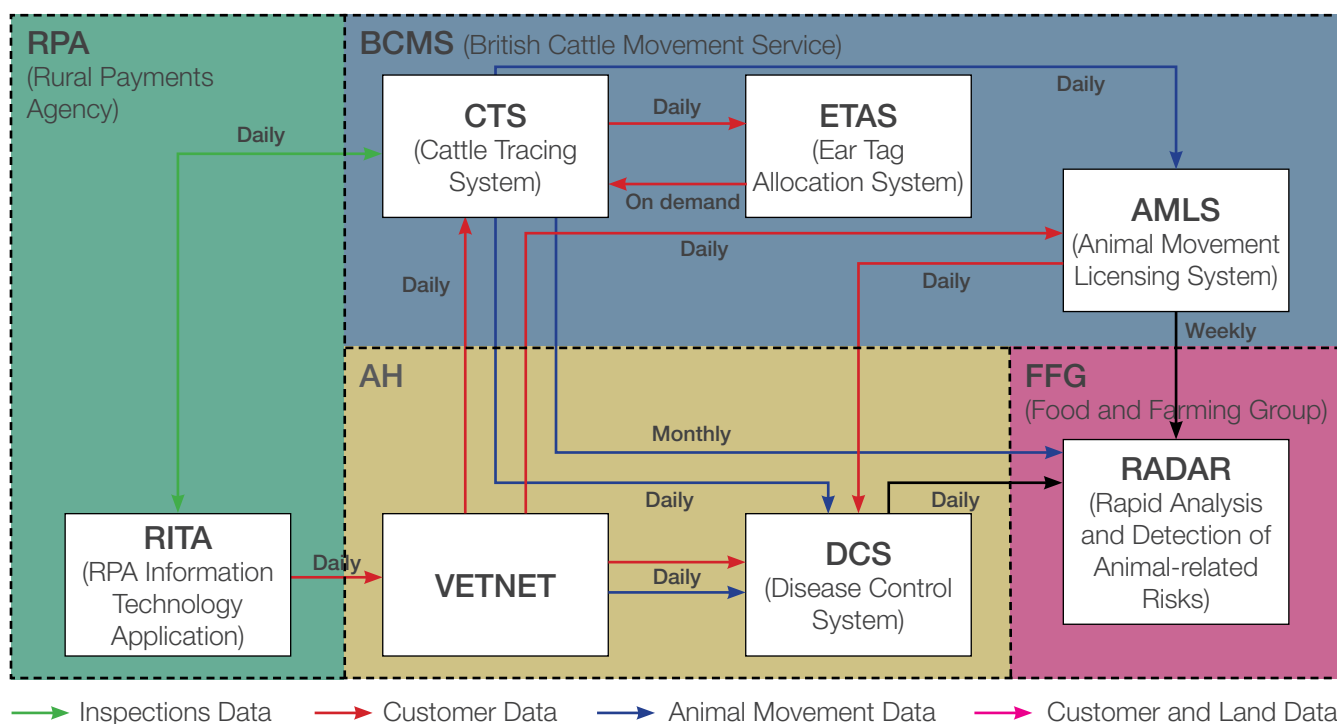 RPA
(Rural Payments
Agency)
BCMS (British Cattle Movement Service)
CTS
(Cattle Tracing
System)
Daily
ETAS
(Ear Tag
Allocation System)
Daily
Daily
On demand
AMLS
(Animal Movement
Licensing System)
Daily
Daily
Daily
Weekly
AH
FFG
(Food and Farming Group)
Monthly
RADAR
(Rapid Analysis
and Detection of
Animal-related
Risks)
Daily
Daily
RITA
(RPA Information
Technology
Application)
Daily
VETNET
Daily
DCS
(Disease Control
System)
Inspections Data
Customer Data
Animal Movement Data
Customer and Land Data